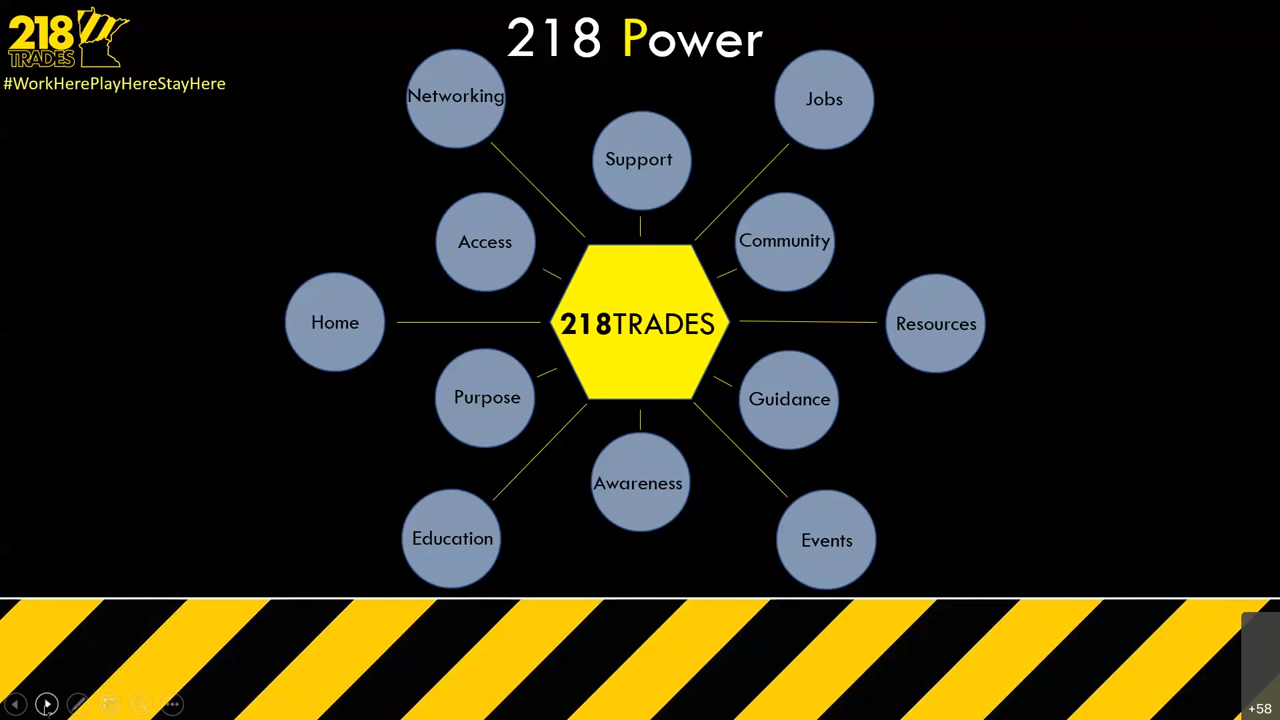 218
TRADES
#WorkHerePlayHereStayHere
218 Power
Networking
Jobs
Support
Access
Community
Home
218TRADES
Resources
Purpose
Guidance
Awareness
Education
Events
+58